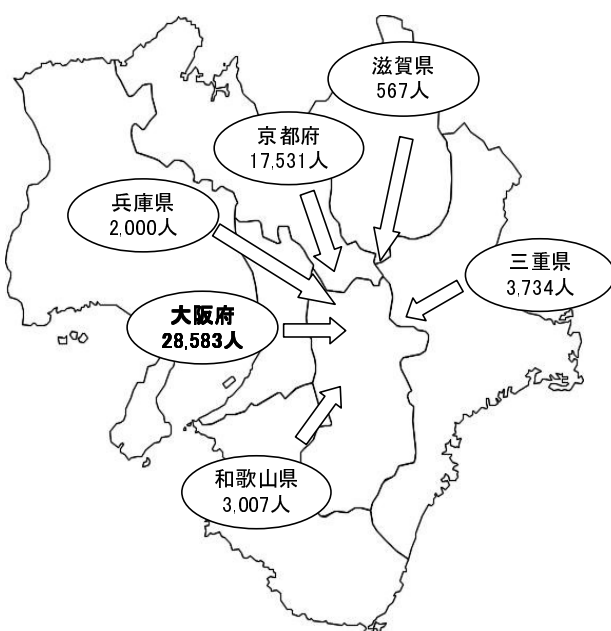 滋賀県
567人
京都府
17,531人
兵庫県
2,000人
三重県
3,734人
大阪府
28,583人
和歌山県
3,007人